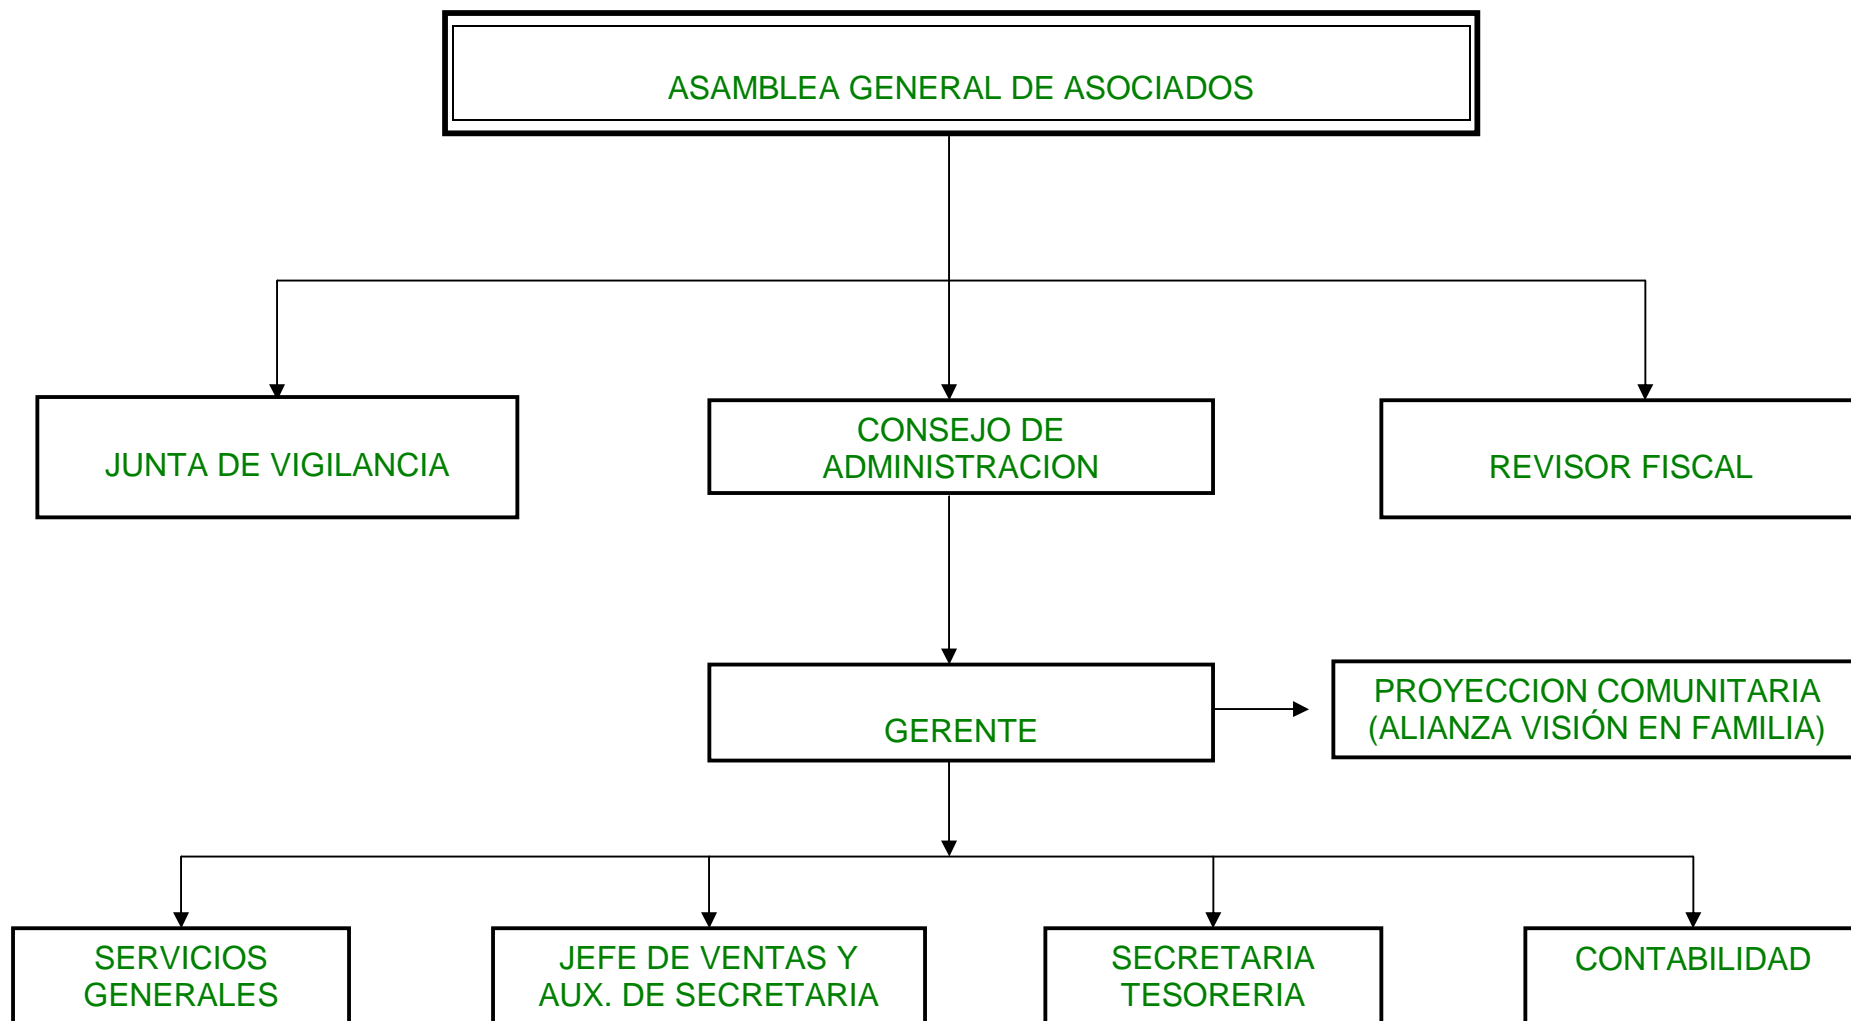 ASAMBLEA GENERAL DE ASOCIADOS
JUNTA DE VIGILANCIA
CONSEJO DE
ADMINISTRACION
REVISOR FISCAL
GERENTE
PROYECCION COMUNITARIA
(ALIANZA VISIÓN EN FAMILIA)
SERVICIOS
GENERALES
JEFE DE VENTAS Y
AUX. DE SECRETARIA
SECRETARIA
TESORERIA
CONTABILIDAD